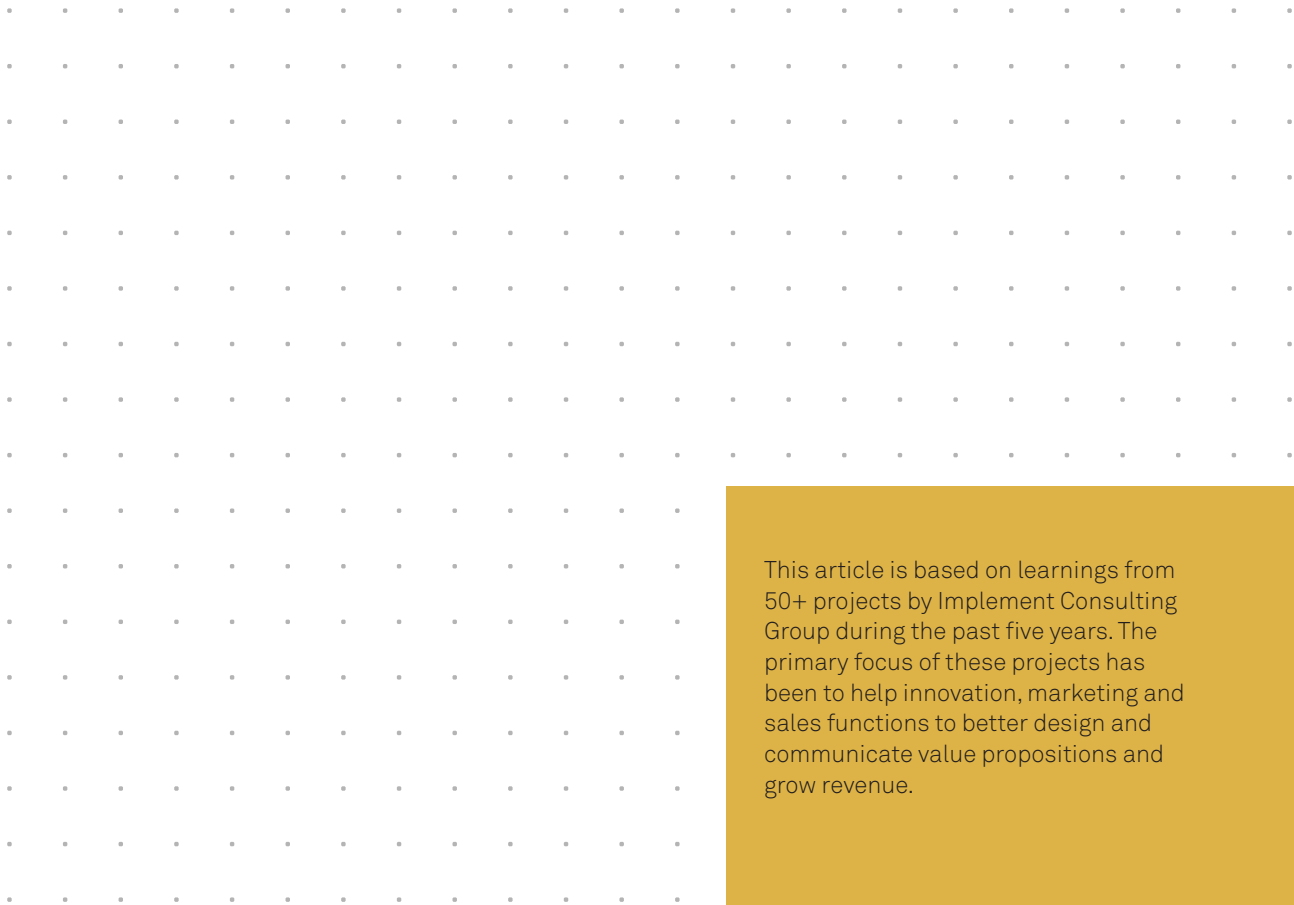 This article is based on learnings from
50+ projects by Implement Consulting
Group during the past five years. The
primary focus of these projects has
been to help innovation, marketing and
sales functions to better design and
communicate value propositions and
grow revenue.